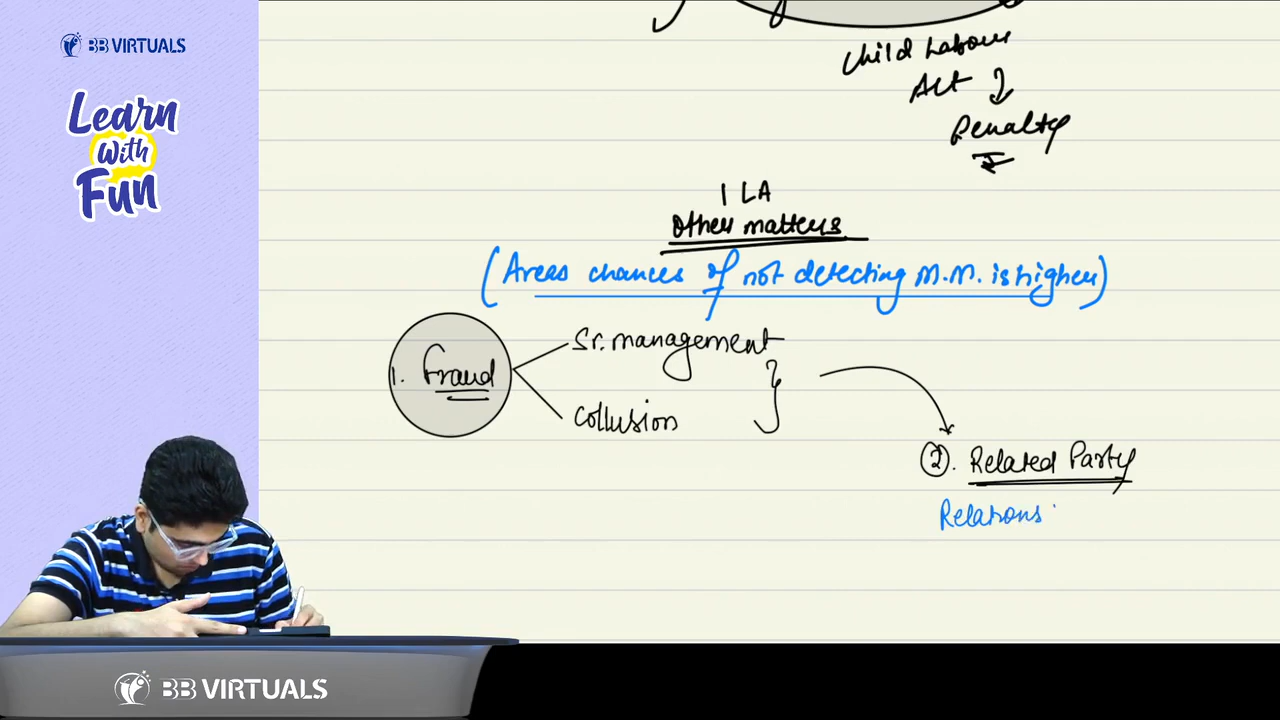 BB VIRTUALS
Learn
With
Fun
Child Labour
Act
Penalty
ILA
Other matters
(Areas chances of not detecting M.M. is higher)
1. Fraud
Sr. management
Collusion
2. Related Party
Relations
BB VIRTUALS